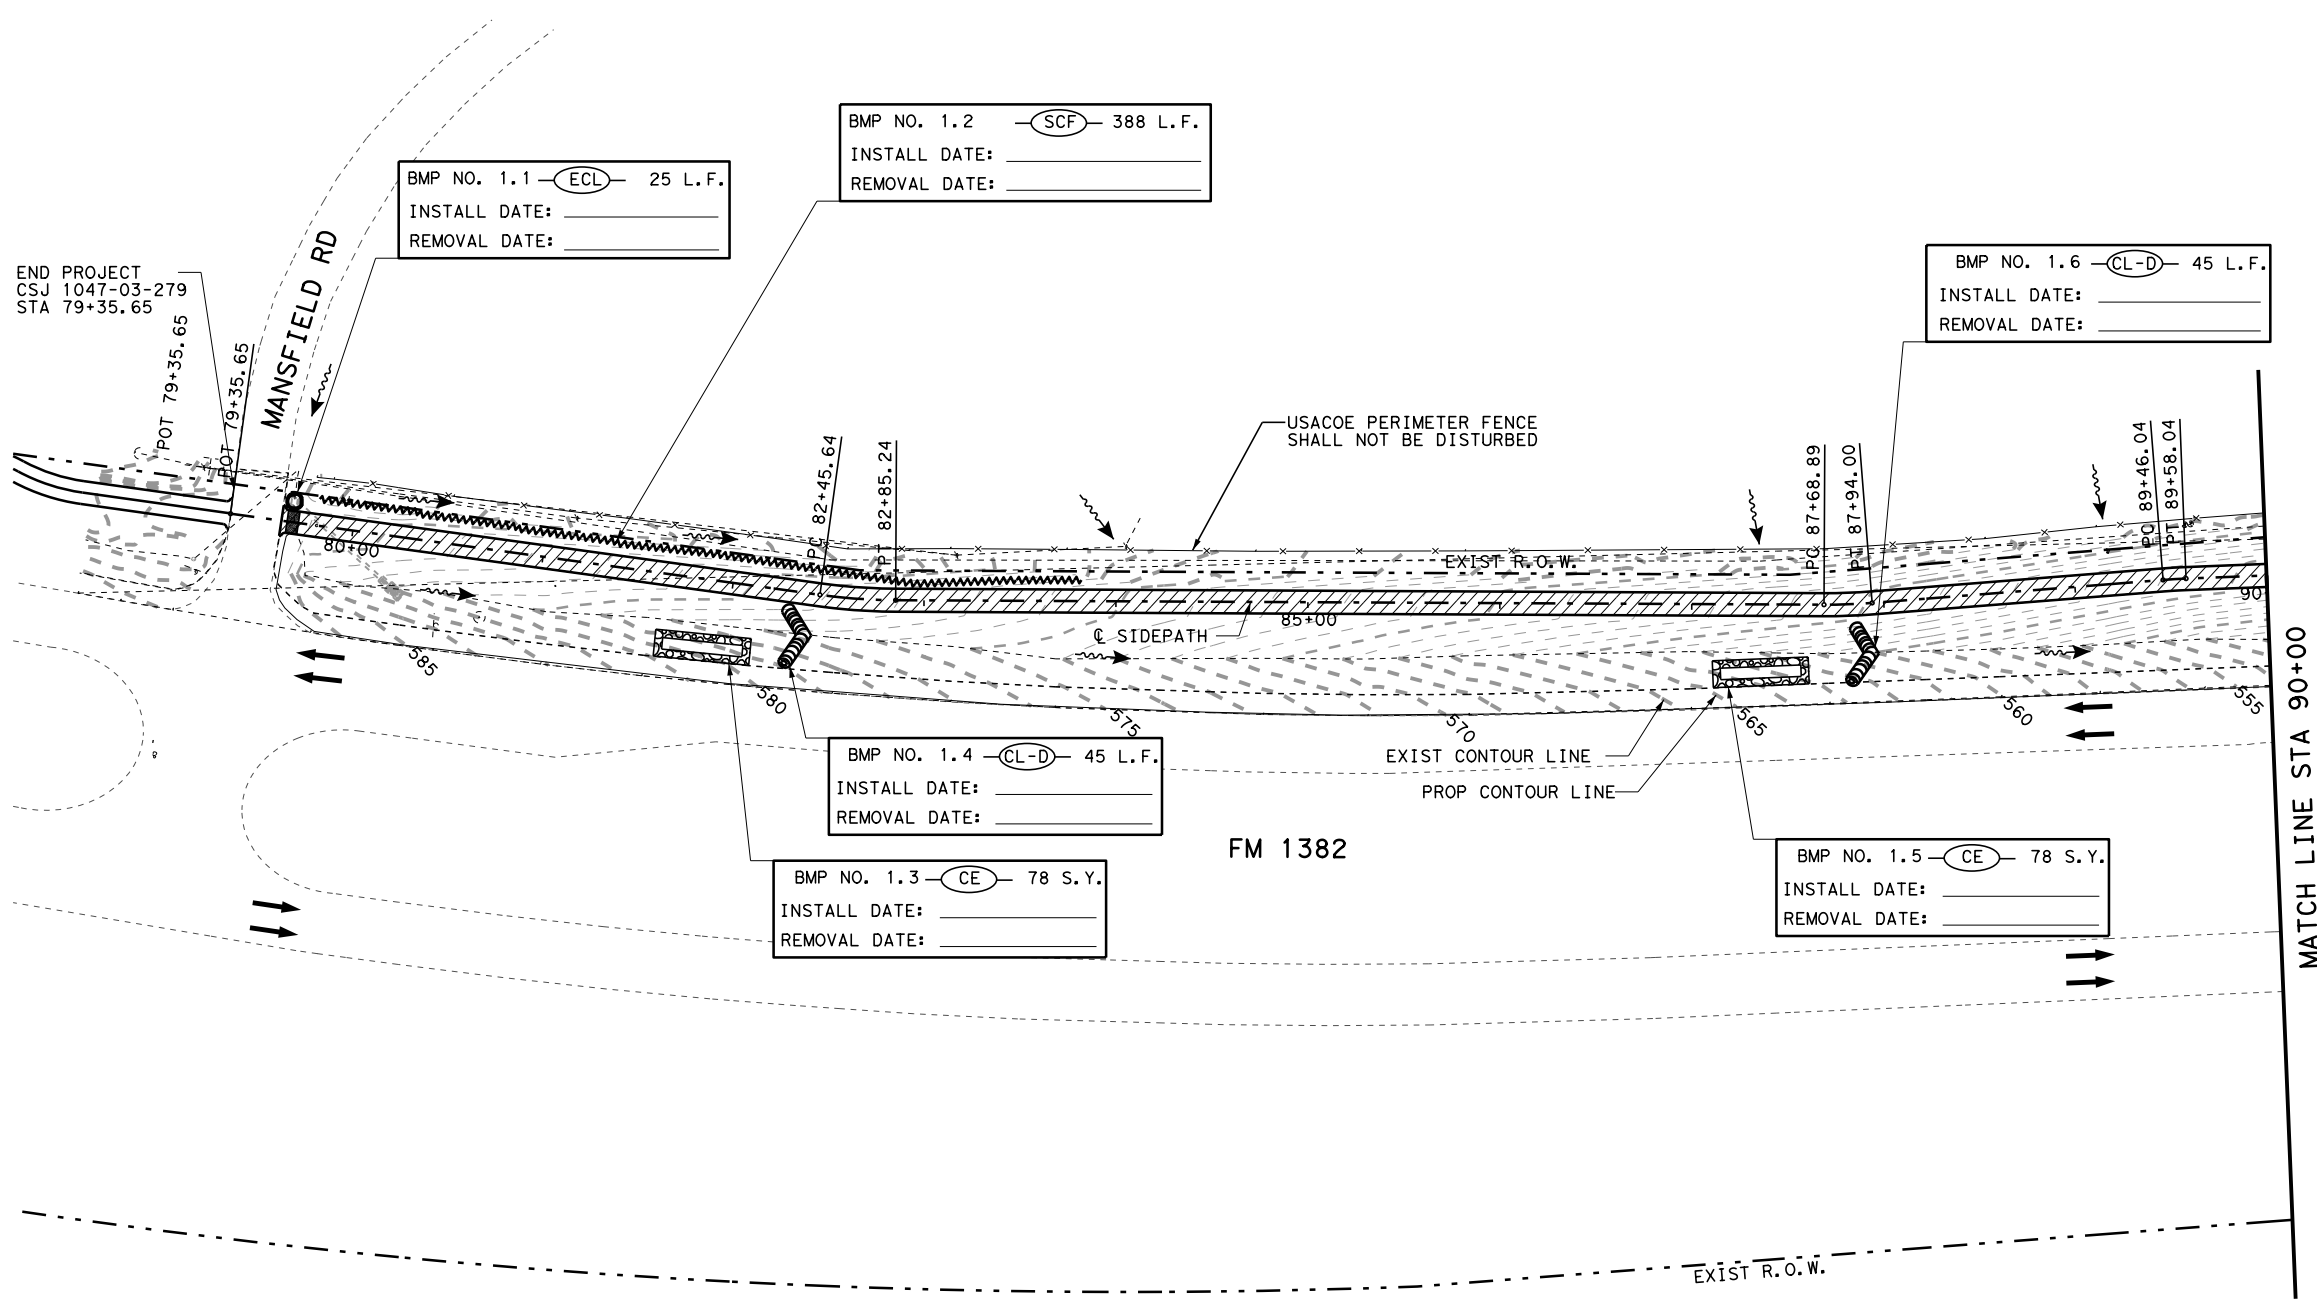 BMP NO. 1.2 SCF 388 L.F.
INSTALL DATE:
REMOVAL DATE:
BMP NO. 1.1 ECL 25 L.F.
INSTALL DATE:
REMOVAL DATE:
BMP NO. 1.6 CL-D 45 L.F.
INSTALL DATE:
REMOVAL DATE:
END PROJECT
CSJ 1047-03-279
STA 79+35.65
POT 79+35.65
POT 79+35.65
MANSFIELD RD
80+00
PC 82+45.64
PT 82+85.24
USACOE PERIMETER FENCE
SHALL NOT BE DISTURBED
EXIST R.O.W.
PC 87+68.89
PT 87+94.00
PC 89+46.04
PT 89+58.04
90
℄ SIDEPATH
85+00
585
580
575
570
565
560
555
EXIST CONTOUR LINE
PROP CONTOUR LINE
BMP NO. 1.4 CL-D 45 L.F.
INSTALL DATE:
REMOVAL DATE:
FM 1382
BMP NO. 1.3 CE 78 S.Y.
INSTALL DATE:
REMOVAL DATE:
BMP NO. 1.5 CE 78 S.Y.
INSTALL DATE:
REMOVAL DATE:
MATCH LINE STA 90+00
EXIST R.O.W.